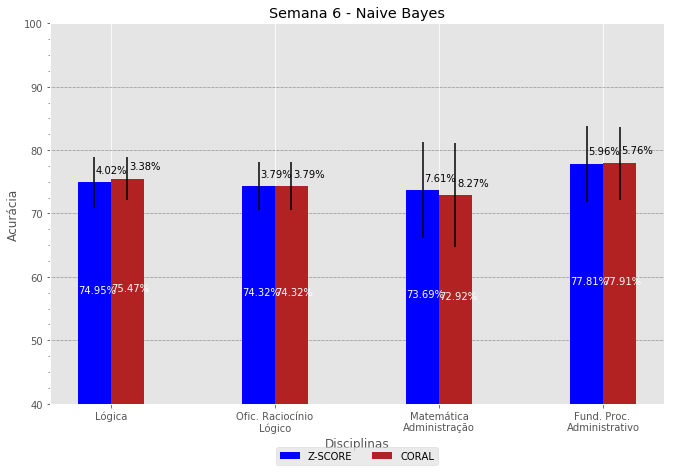 Semana 6 - Naive Bayes
100
90
80
70
60
50
40
Acurácia
4.02% 3.38%
3.79% 3.79%
7.61% 8.27%
5.96% 5.76%
74.95% 75.47%
74.32% 74.32%
73.69% 72.92%
77.81% 77.91%
Lógica
Ofic. Raciocínio
Lógico
Matemática
Administração
Fund. Proc.
Administrativo
Disciplinas
Z-SCORE CORAL